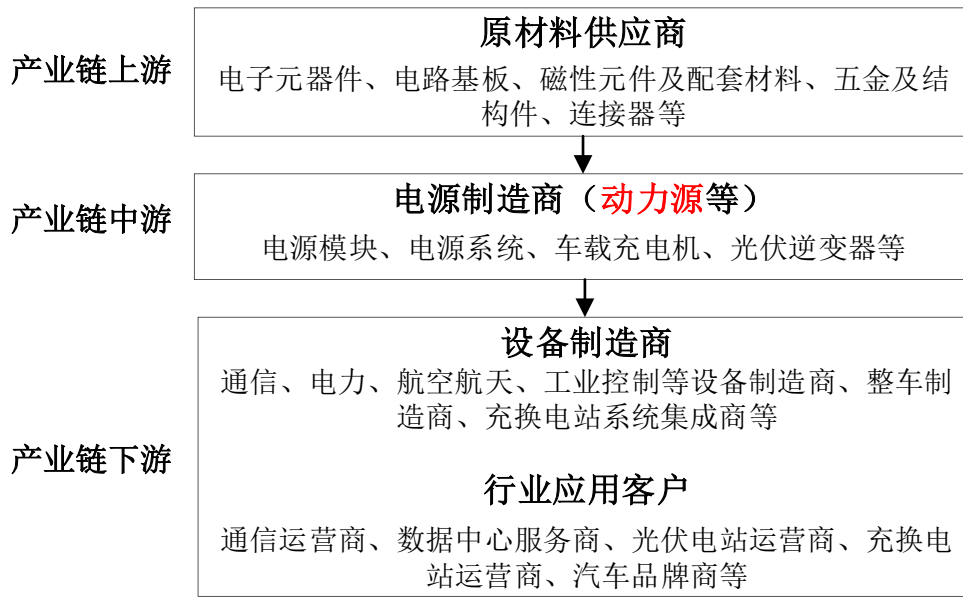 产业链上游
原材料供应商
电子元器件、电路基板、磁性元件及配套材料、五金及结
构件、连接器等
产业链中游
电源制造商（动力源等）
电源模块、电源系统、车载充电机、光伏逆变器等
产业链下游
设备制造商
通信、电力、航空航天、工业控制等设备制造商、整车制
造商、充换电站系统集成商等
行业应用客户
通信运营商、数据中心服务商、光伏电站运营商、充换电
站运营商、汽车品牌商等